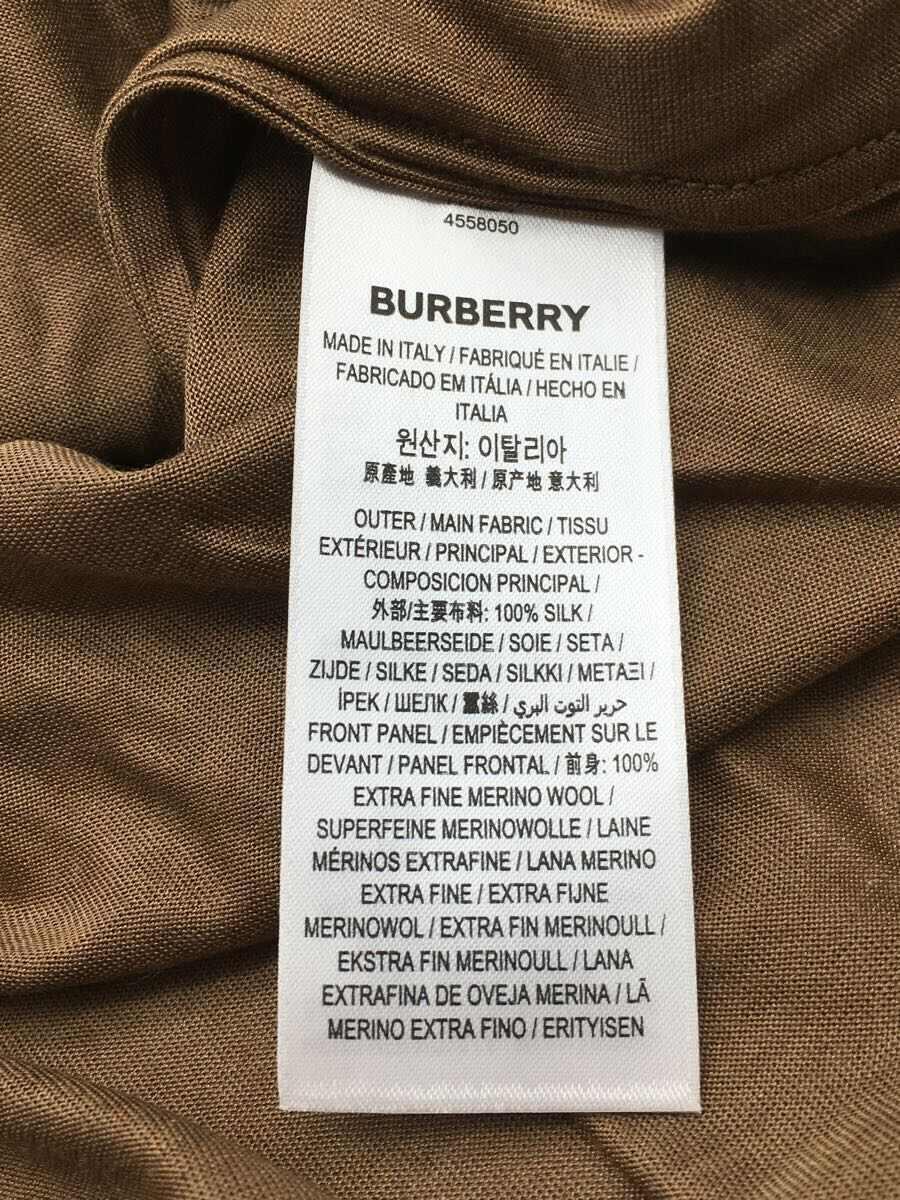 4558050
BURBERRY
MADE IN ITALY / FABRIQUÉ EN ITALIE /
FABRICADO EM ITÁLIA / HECHO EN
ITALIA
원산지: 이탈리아
原產地 義大利 / 原产地 意大利
OUTER / MAIN FABRIC / TISSU
EXTÉRIEUR / PRINCIPAL / EXTERIOR -
COMPOSICION PRINCIPAL /
外部/主要布料: 100% SILK /
MAULBEERSEIDE / SOIE / SETA /
ZIJDE / SILKE / SEDA / SILKKI / ΜΕΤΑΞΙ /
İPEK / ШЕЛК / 蠶絲 / حرير التوت البري /
FRONT PANEL / EMPIÈCEMENT SUR LE
DEVANT / PANEL FRONTAL / 前身: 100%
EXTRA FINE MERINO WOOL /
SUPERFEINE MERINOWOLLE / LAINE
MÉRINOS EXTRAFINE / LANA MERINO
EXTRA FINE / EXTRA FIJNE
MERINOWOL / EXTRA FIN MERINOULL /
EKSTRA FIN MERINOULL / LANA
EXTRAFINA DE OVEJA MERINA / LÃ
MERINO EXTRA FINO / ERITYISEN